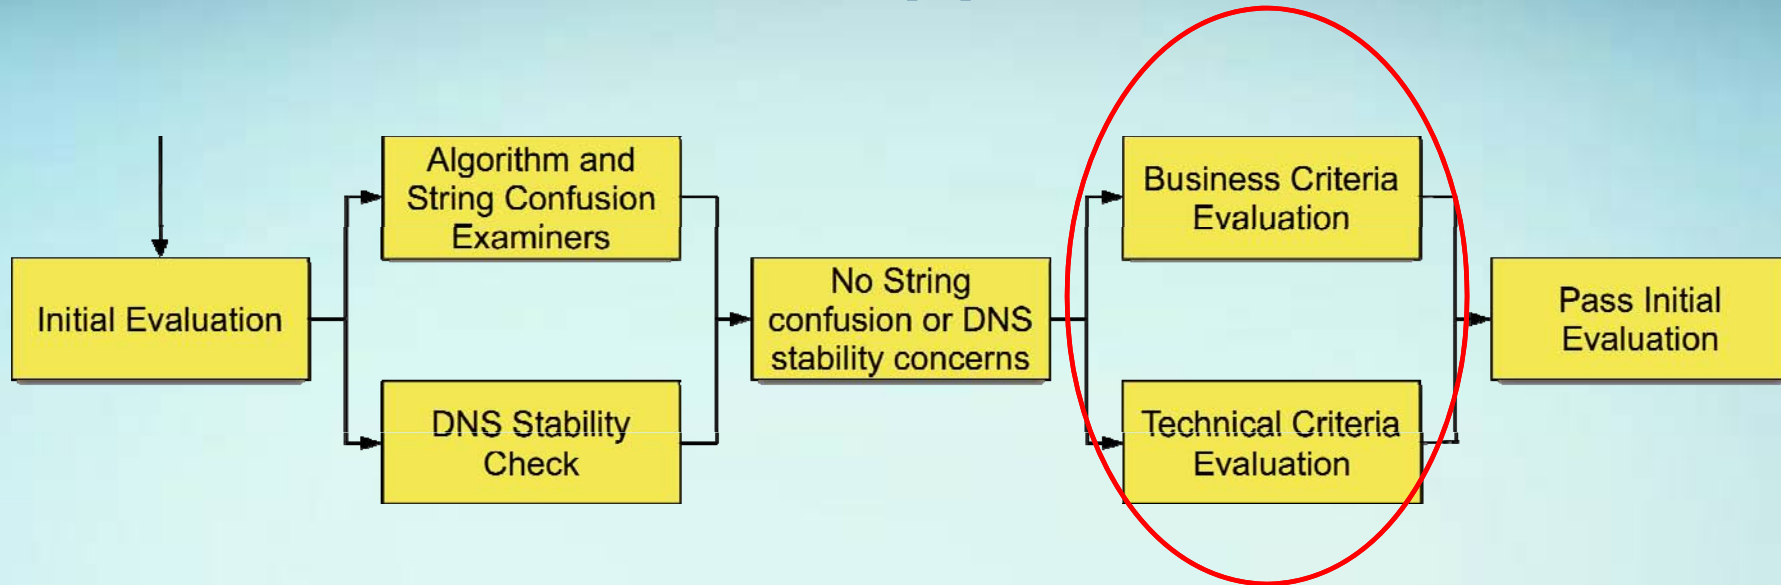 Initial Evaluation
Algorithm and
String Confusion
Examiners
DNS Stability
Check
No String
confusion or DNS
stability concerns
Business Criteria
Evaluation
Technical Criteria
Evaluation
Pass Initial
Evaluation